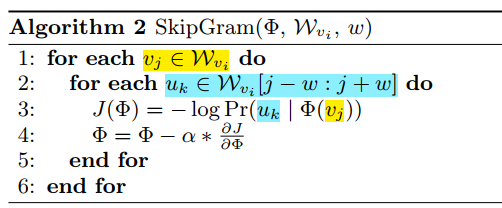 Algorithm 2 SkipGram(Φ, 𝒲_{v_i}, w)
1: for each v_j ∈ 𝒲_{v_i} do
2: for each u_k ∈ 𝒲_{v_i}[j − w : j + w] do
3: J(Φ) = − log Pr(u_k | Φ(v_j))
4: Φ = Φ − α ∗ ∂J/∂Φ
5: end for
6: end for